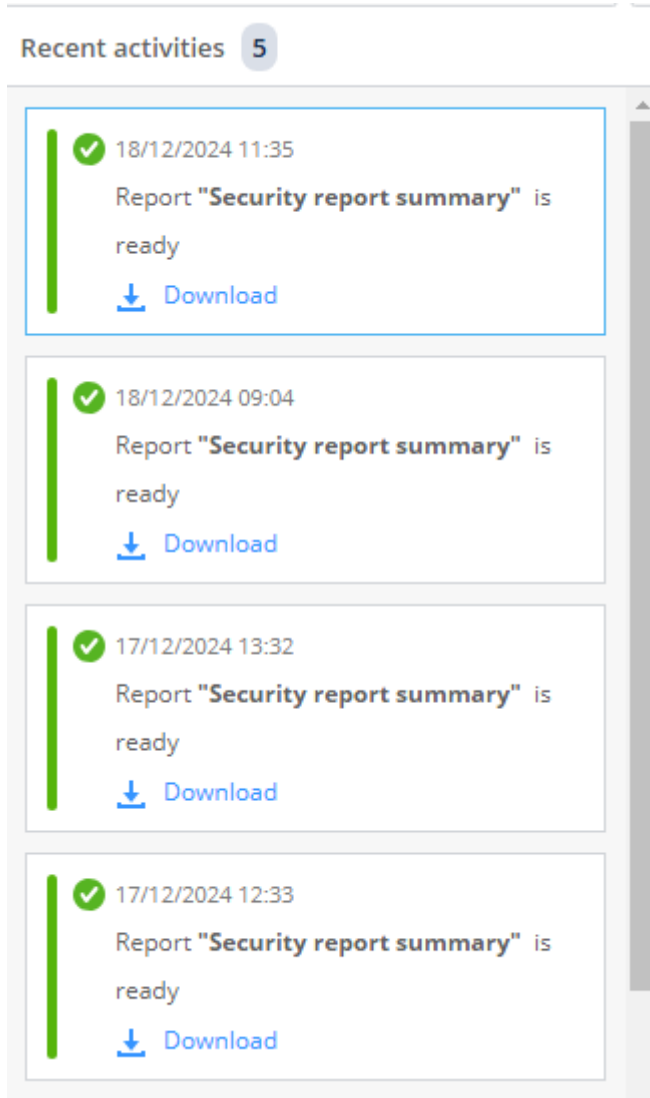 Recent activities 5
18/12/2024 11:35
Report "Security report summary" is
ready
Download
18/12/2024 09:04
Report "Security report summary" is
ready
Download
17/12/2024 13:32
Report "Security report summary" is
ready
Download
17/12/2024 12:33
Report "Security report summary" is
ready
Download